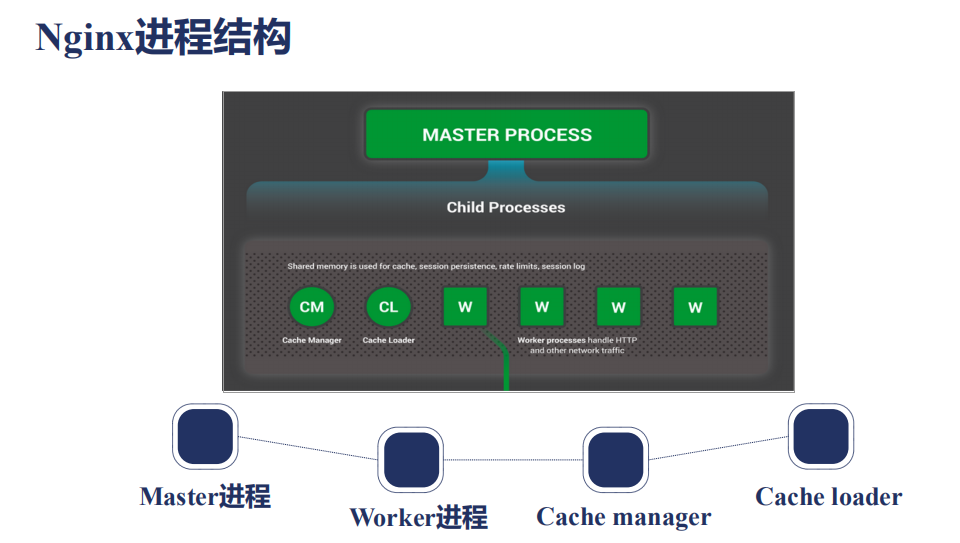 Nginx进程结构
MASTER PROCESS
Child Processes
Shared memory is used for cache, session persistence, rate limits, session log
CM
CL
W
W
W
W
Cache Manager
Cache Loader
Worker processes handle HTTP
and other network traffic
Master进程
Worker进程
Cache manager
Cache loader